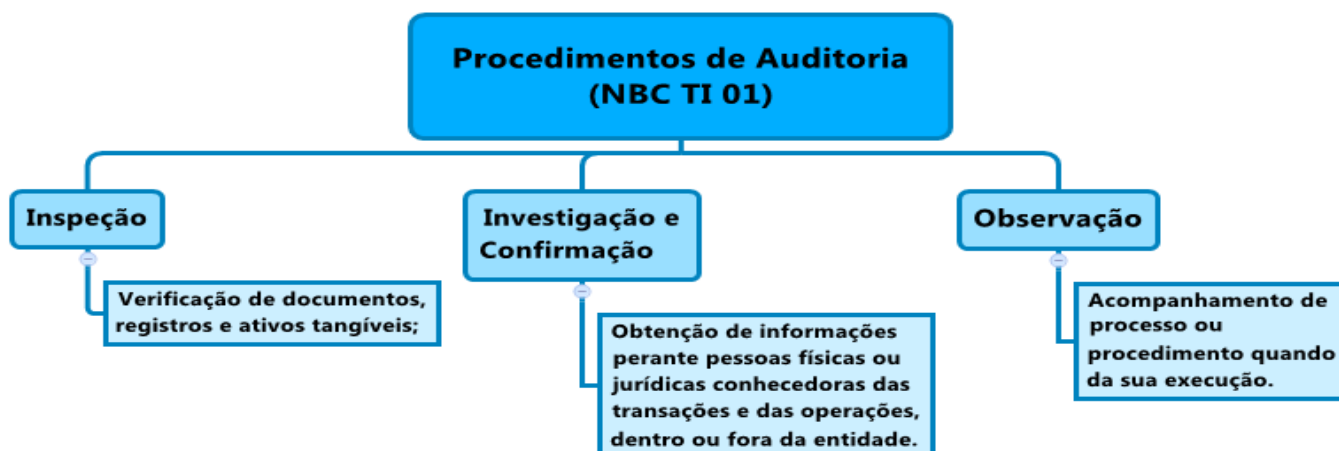 Procedimentos de Auditoria
(NBC TI 01)
Inspeção
Verificação de documentos,
registros e ativos tangíveis;
Investigação e
Confirmação
Obtenção de informações
perante pessoas físicas ou
jurídicas conhecedoras das
transações e das operações,
dentro ou fora da entidade.
Observação
Acompanhamento de
processo ou
procedimento quando
da sua execução.